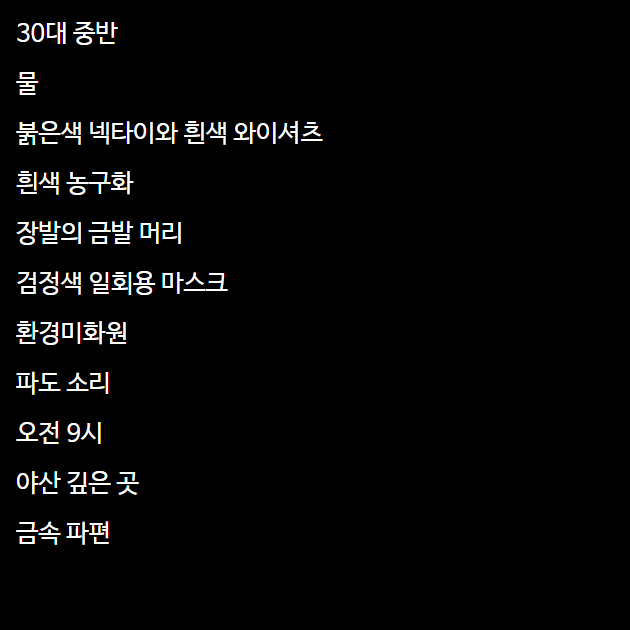 30대 중반
물
붉은색 넥타이와 흰색 와이셔츠
흰색 농구화
장발의 금발 머리
검정색 일회용 마스크
환경미화원
파도 소리
오전 9시
야산 깊은 곳
금속 파편